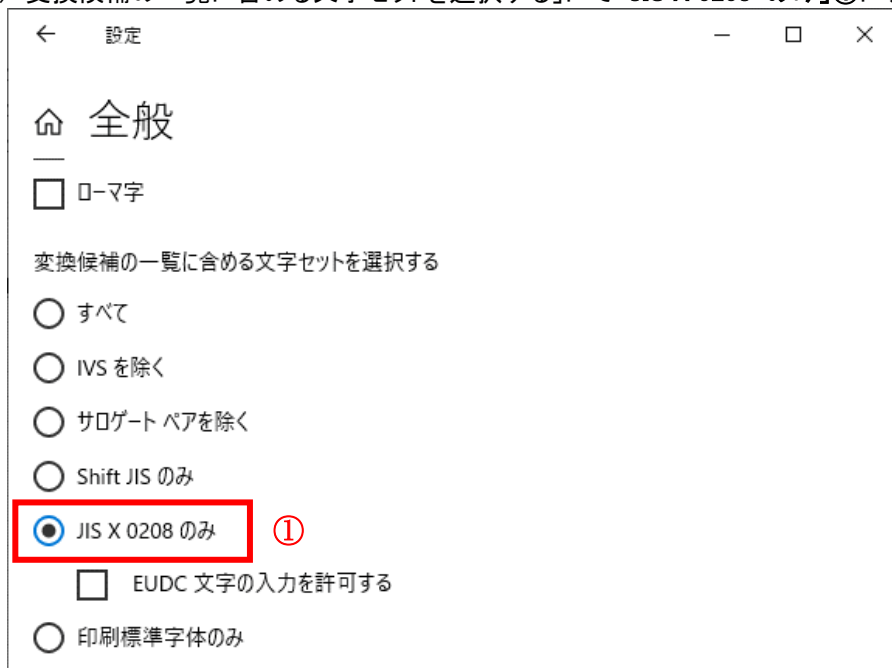 設定
全般
ローマ字
変換候補の一覧に含める文字セットを選択する
すべて
IVS を除く
サロゲート ペアを除く
Shift JIS のみ
JIS X 0208 のみ ①
EUDC 文字の入力を許可する
印刷標準字体のみ